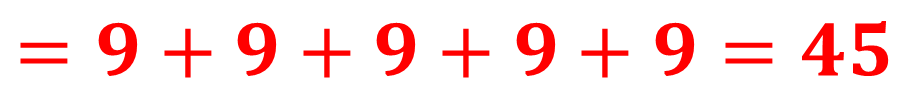 = 9 + 9 + 9 + 9 + 9 = 45